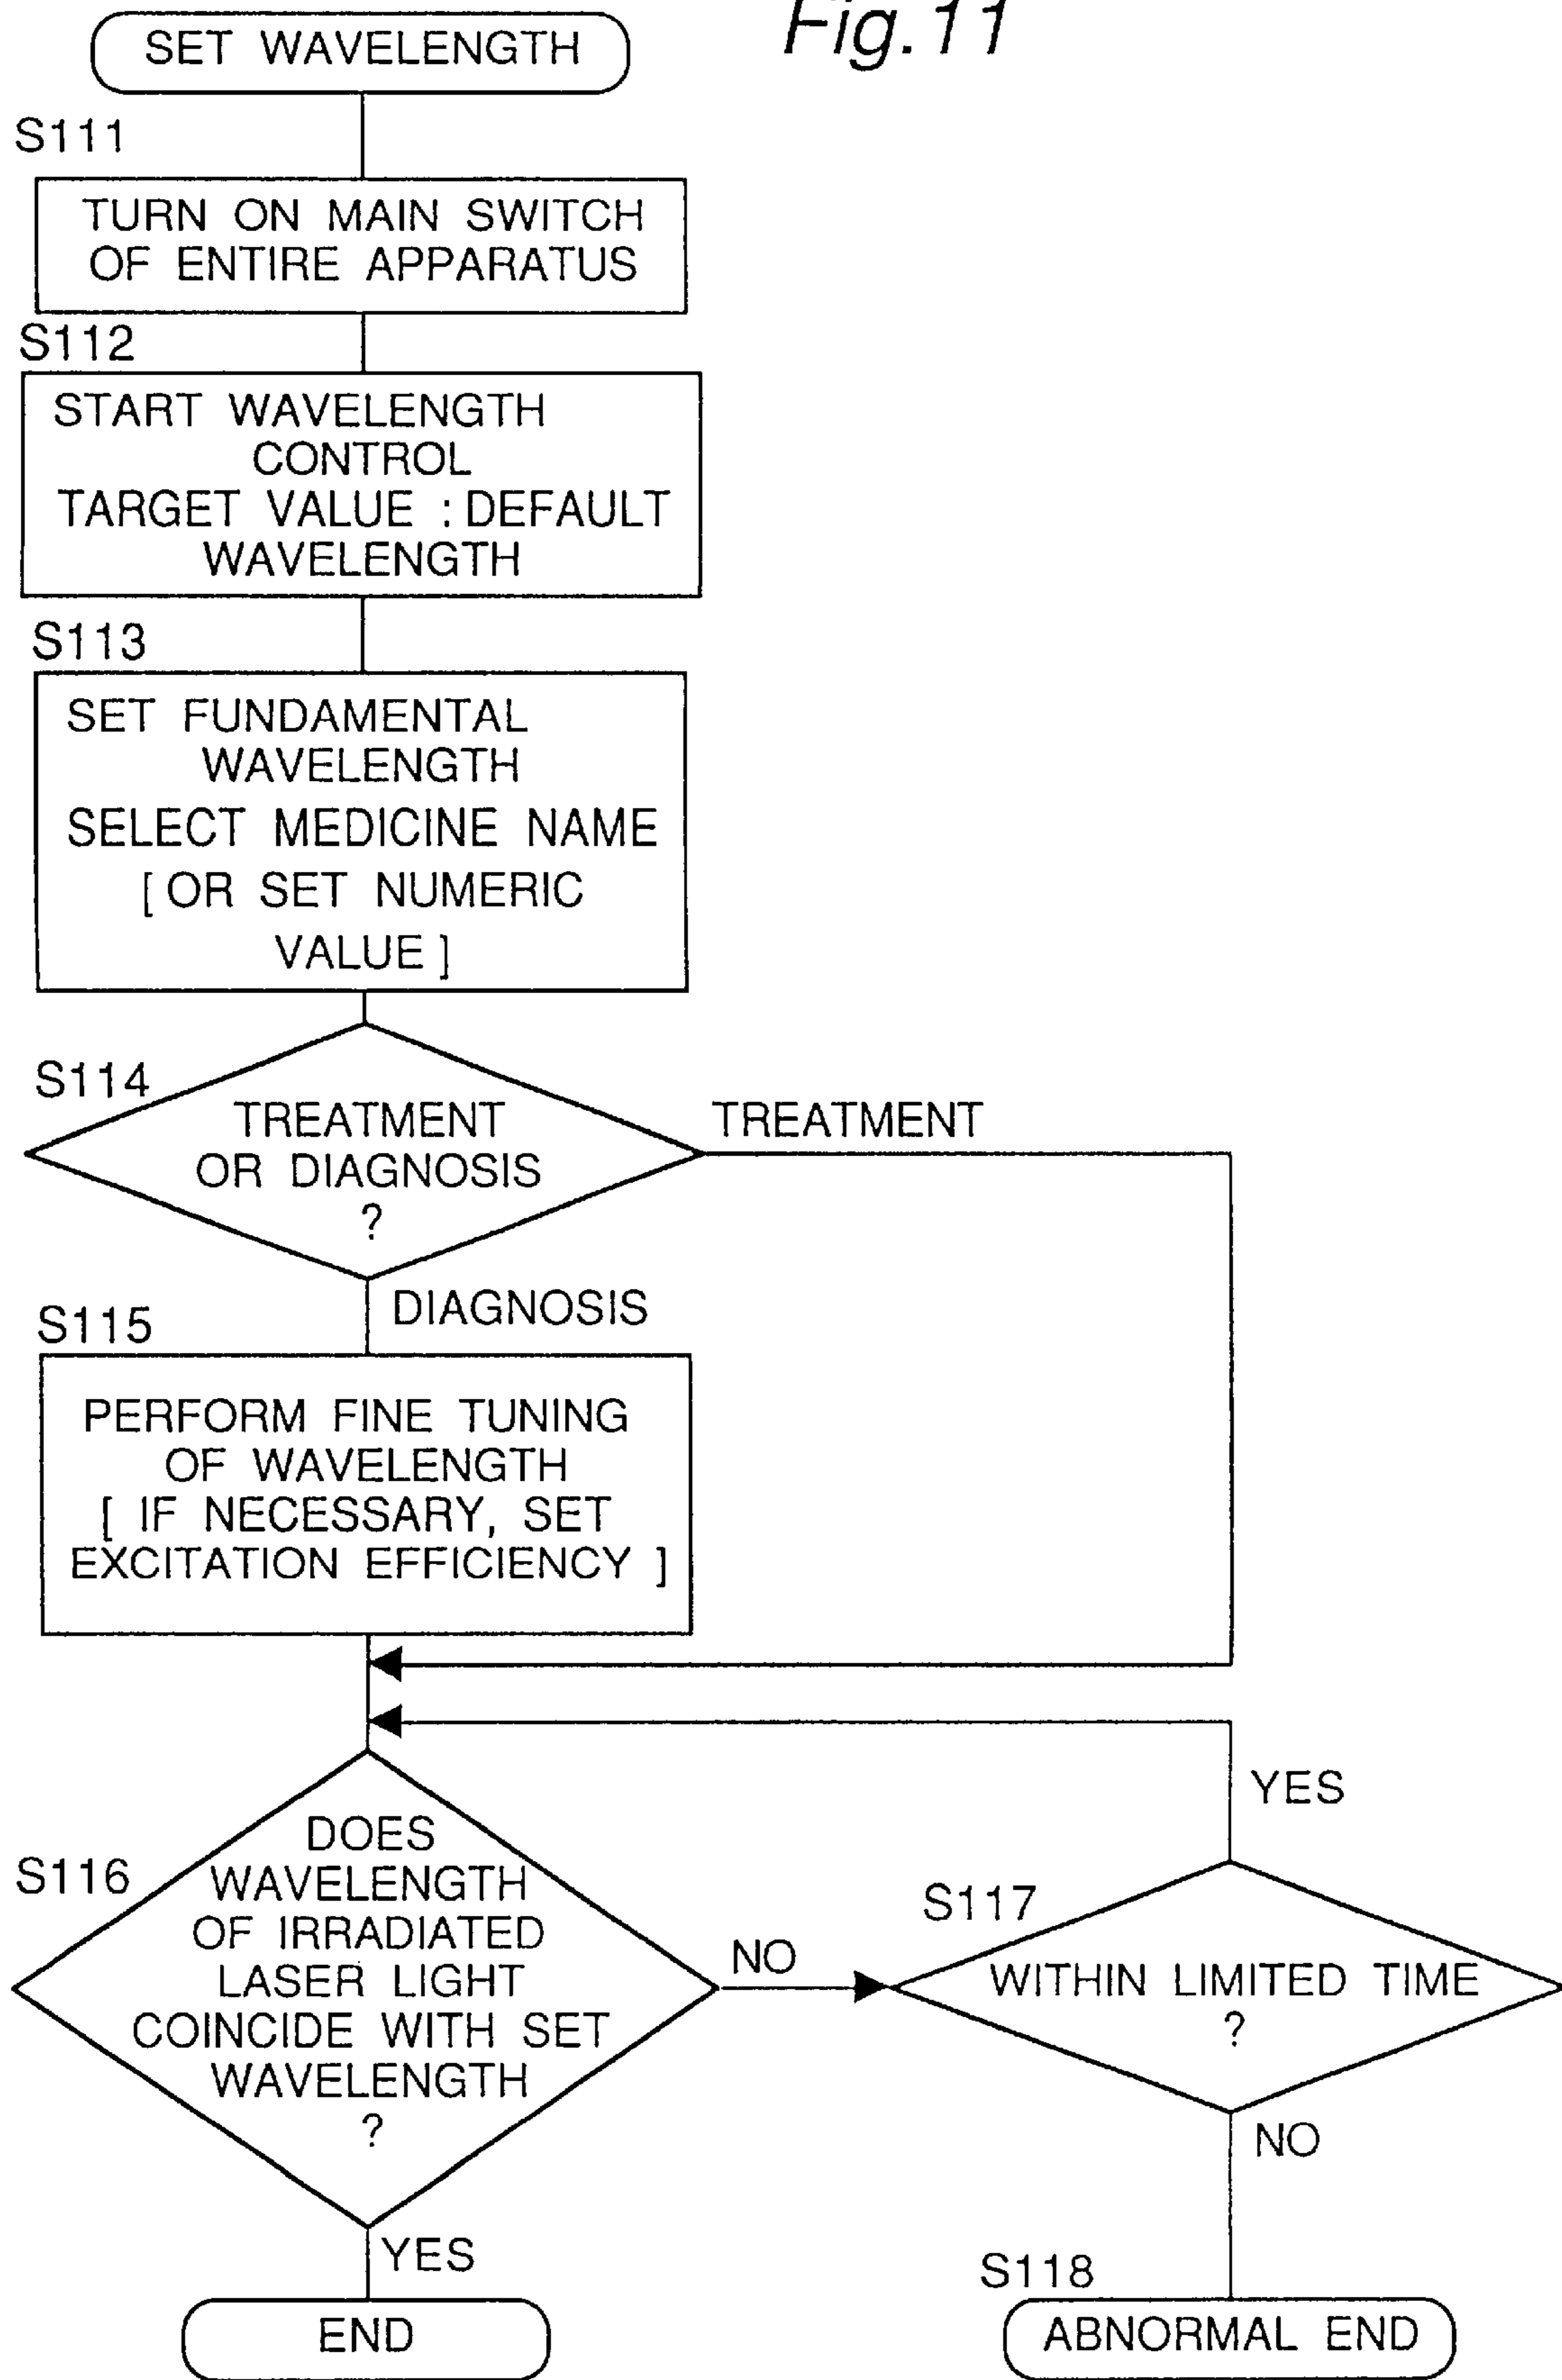 Fig.11
SET WAVELENGTH
S111
TURN ON MAIN SWITCH
OF ENTIRE APPARATUS
S112
START WAVELENGTH
CONTROL
TARGET VALUE : DEFAULT
WAVELENGTH
S113
SET FUNDAMENTAL
WAVELENGTH
SELECT MEDICINE NAME
[ OR SET NUMERIC
VALUE ]
S114
TREATMENT
OR DIAGNOSIS
?
TREATMENT
DIAGNOSIS
S115
PERFORM FINE TUNING
OF WAVELENGTH
[ IF NECESSARY, SET
EXCITATION EFFICIENCY ]
S116
DOES
WAVELENGTH
OF IRRADIATED
LASER LIGHT
COINCIDE WITH SET
WAVELENGTH
?
NO
YES
S117
WITHIN LIMITED TIME
?
YES
NO
END
S118
ABNORMAL END